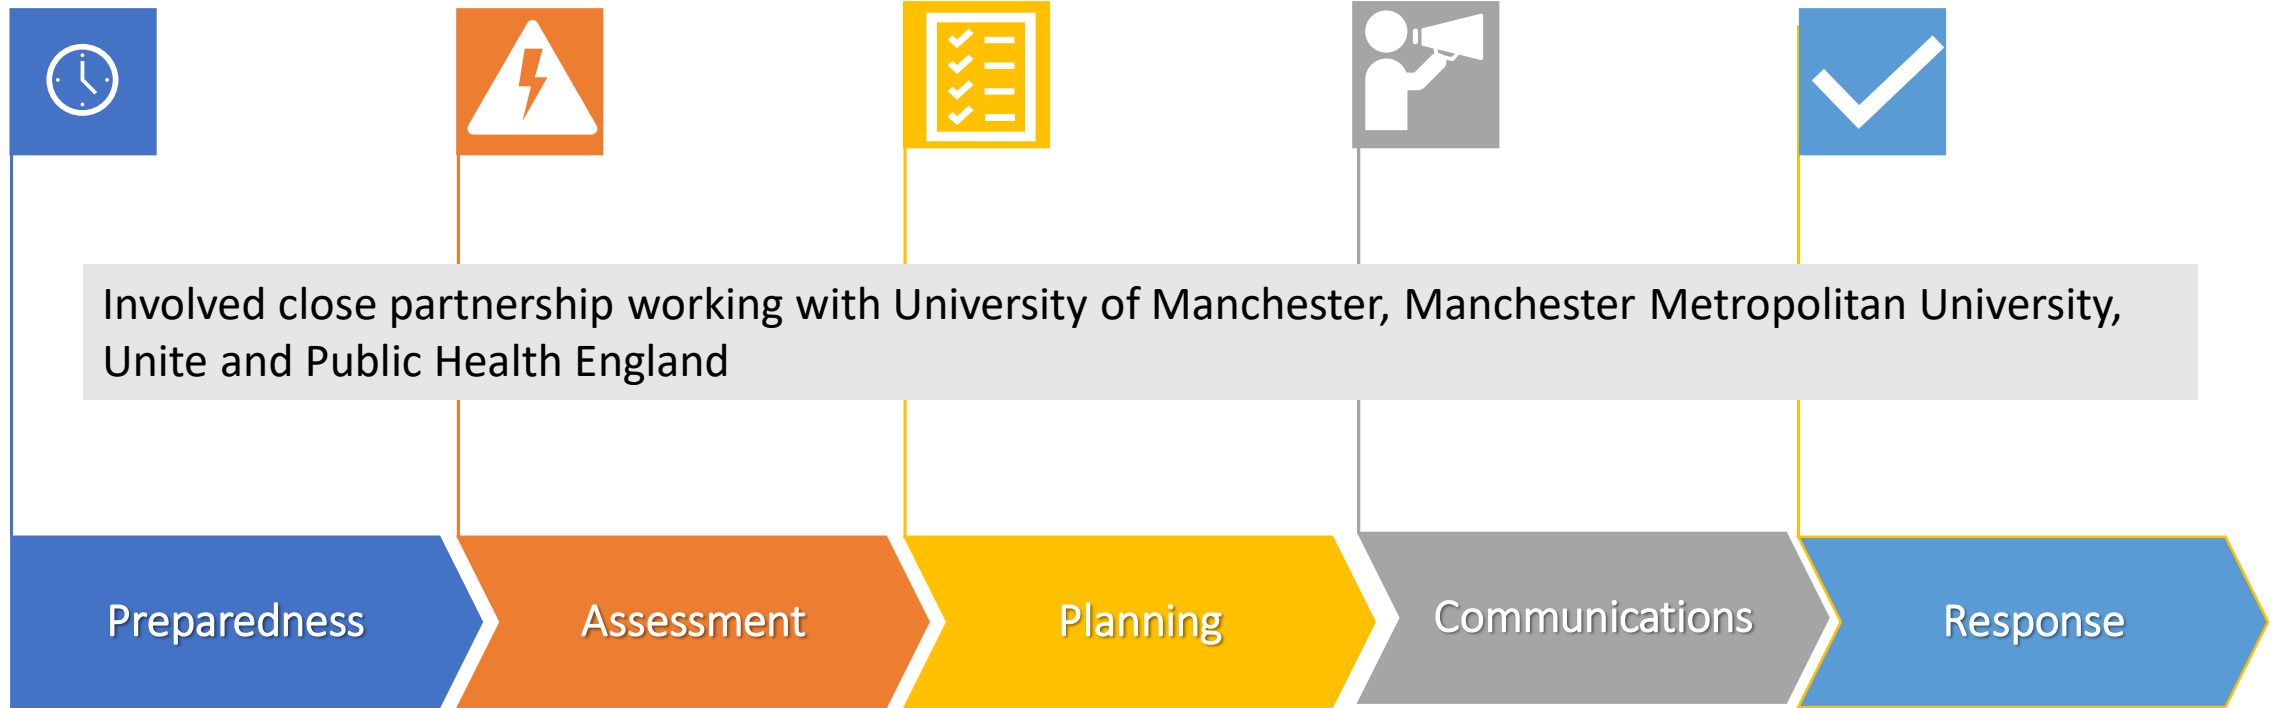 Involved close partnership working with University of Manchester, Manchester Metropolitan University,
Unite and Public Health England
Preparedness
Assessment
Planning
Communications
Response